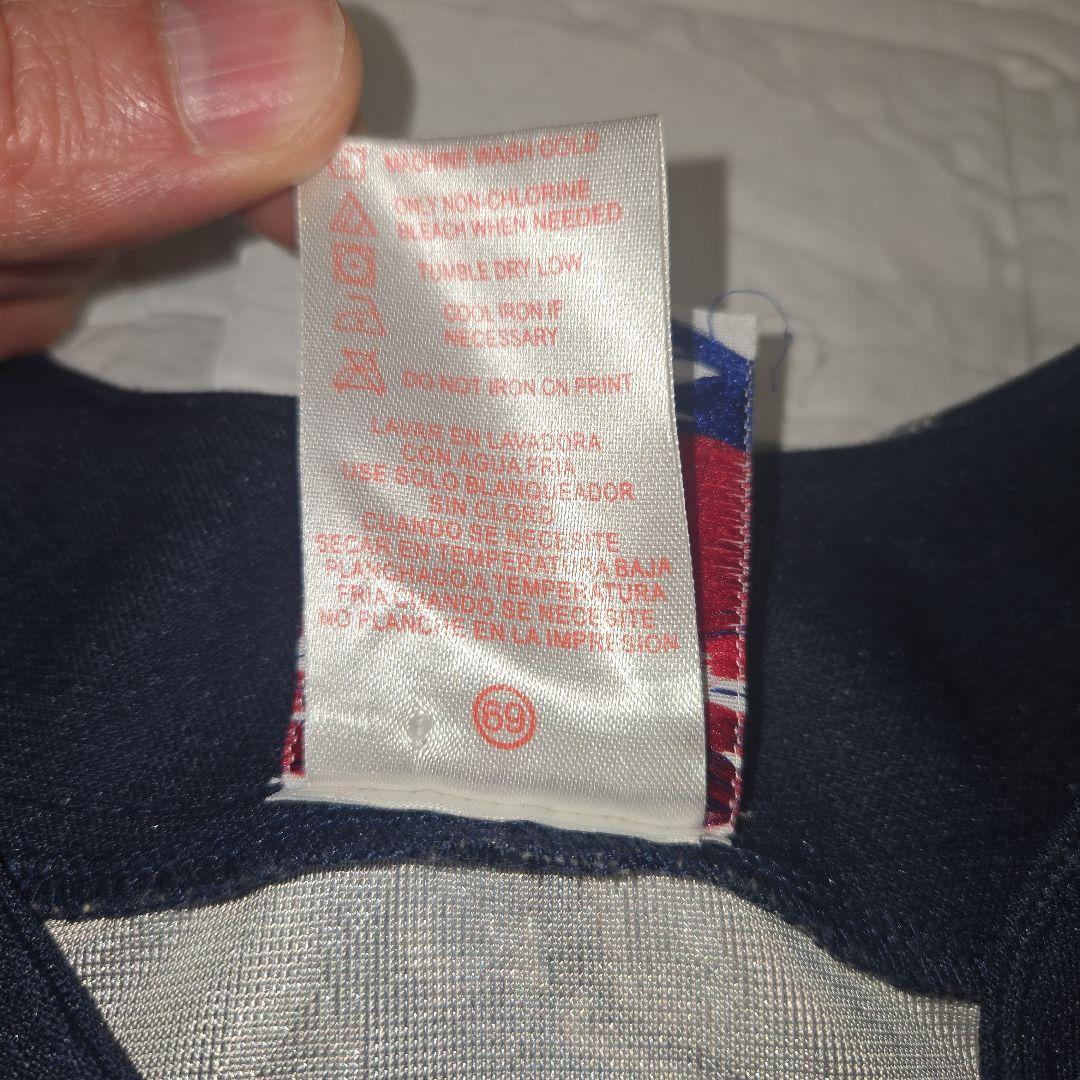 MACHINE WASH COLD
ONLY NON-CHLORINE
BLEACH WHEN NEEDED
TUMBLE DRY LOW
COOL IRON IF
NECESSARY
DO NOT IRON ON PRINT
LAVAR EN LAVADORA
CON AGUA FRIA
USE SOLO BLANQUEADOR
SIN CLORO
CUANDO SE NECESITE
SECAR EN TEMPERATURA BAJA
PLANCHADO A TEMPERATURA
FRIA CUANDO SE NECESITE
NO PLANCHE EN LA IMPRESION
69